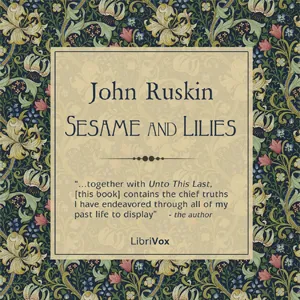 John Ruskin
SESAME AND LILIES
"...together with Unto This Last,
[this book] contains the chief truths
I have endeavored through all of my
past life to display" - the author
LibriVox